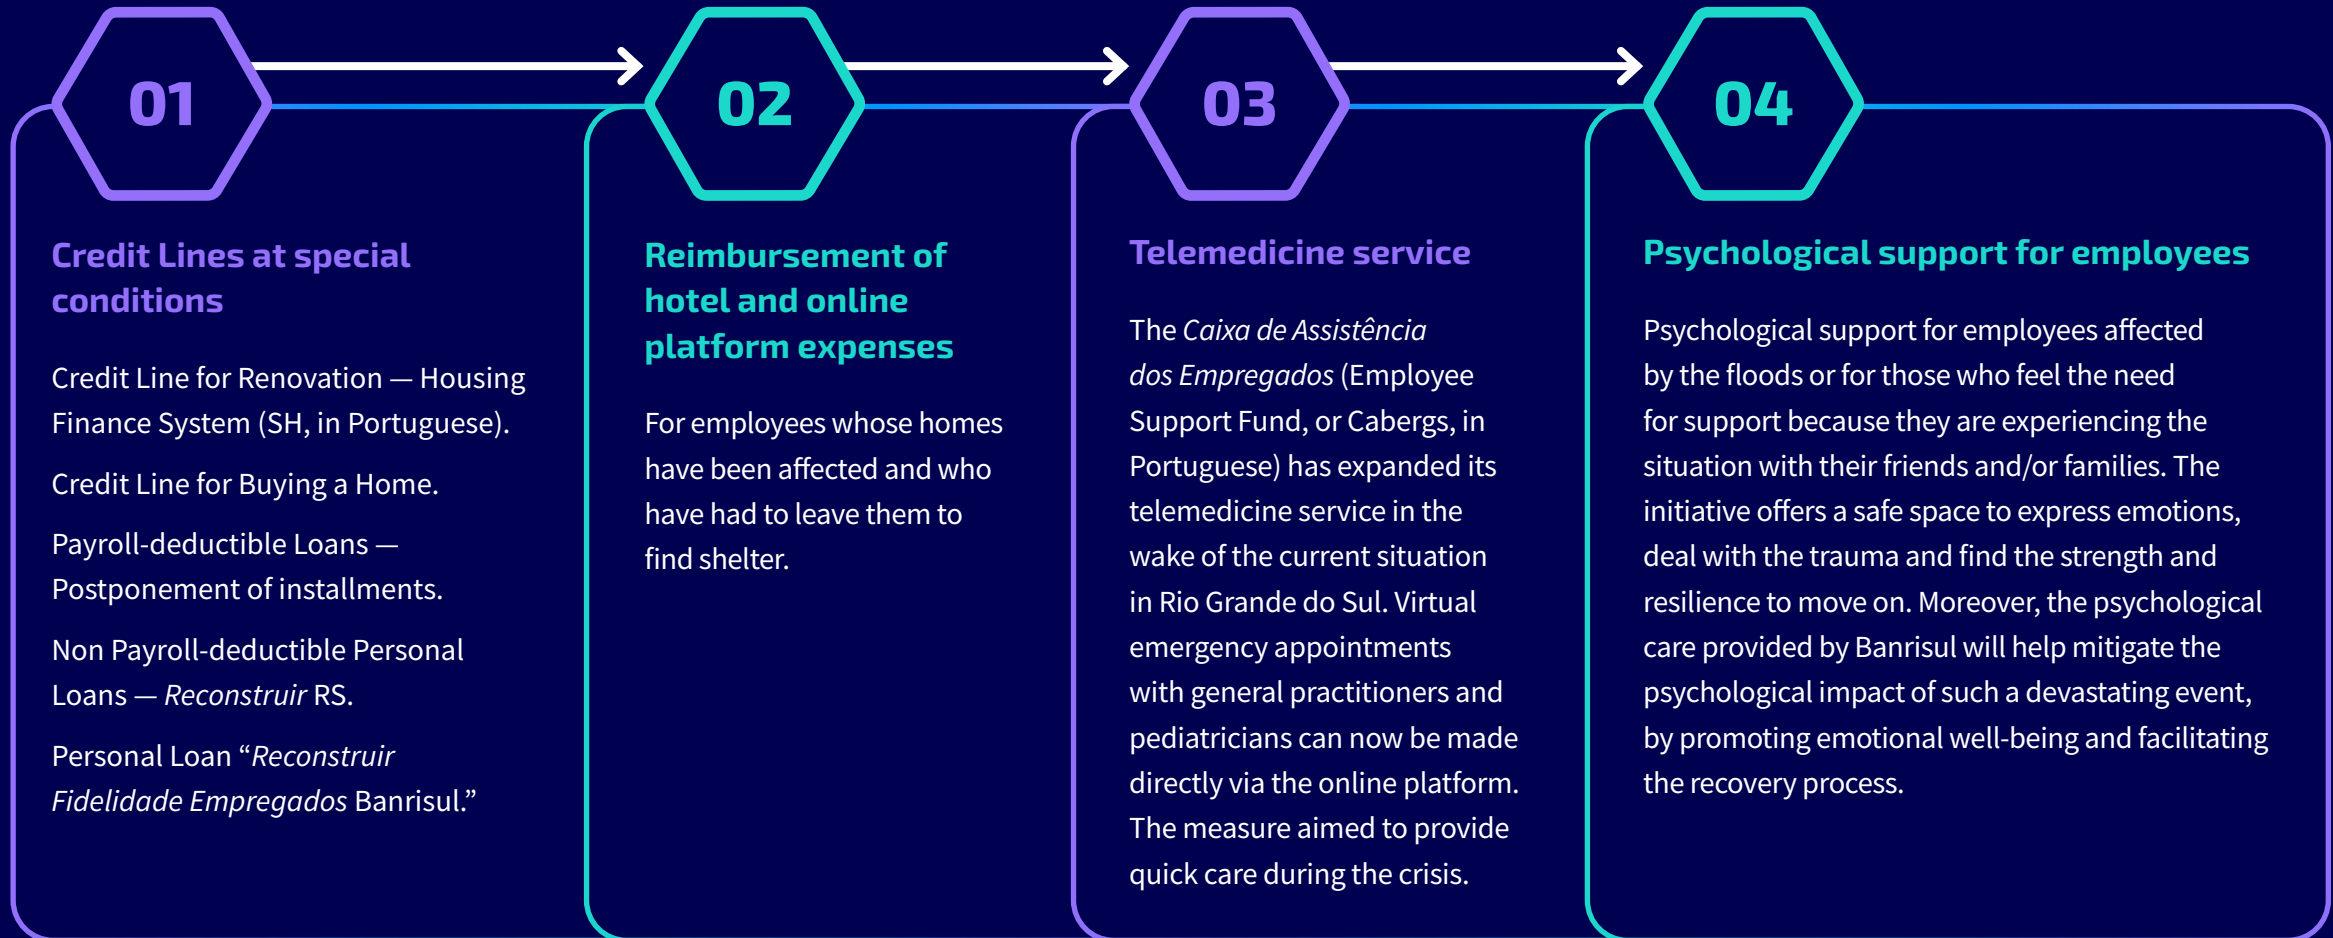 01
Credit Lines at special
conditions
Credit Line for Renovation — Housing
Finance System (SH, in Portuguese).
Credit Line for Buying a Home.
Payroll-deductible Loans —
Postponement of installments.
Non Payroll-deductible Personal
Loans — Reconstruir RS.
Personal Loan “Reconstruir
Fidelidade Empregados Banrisul.”
02
Reimbursement of
hotel and online
platform expenses
For employees whose homes
have been affected and who
have had to leave them to
find shelter.
03
Telemedicine service
The Caixa de Assistência
dos Empregados (Employee
Support Fund, or Cabergs, in
Portuguese) has expanded its
telemedicine service in the
wake of the current situation
in Rio Grande do Sul. Virtual
emergency appointments
with general practitioners and
pediatricians can now be made
directly via the online platform.
The measure aimed to provide
quick care during the crisis.
04
Psychological support for employees
Psychological support for employees affected
by the floods or for those who feel the need
for support because they are experiencing the
situation with their friends and/or families. The
initiative offers a safe space to express emotions,
deal with the trauma and find the strength and
resilience to move on. Moreover, the psychological
care provided by Banrisul will help mitigate the
psychological impact of such a devastating event,
by promoting emotional well-being and facilitating
the recovery process.